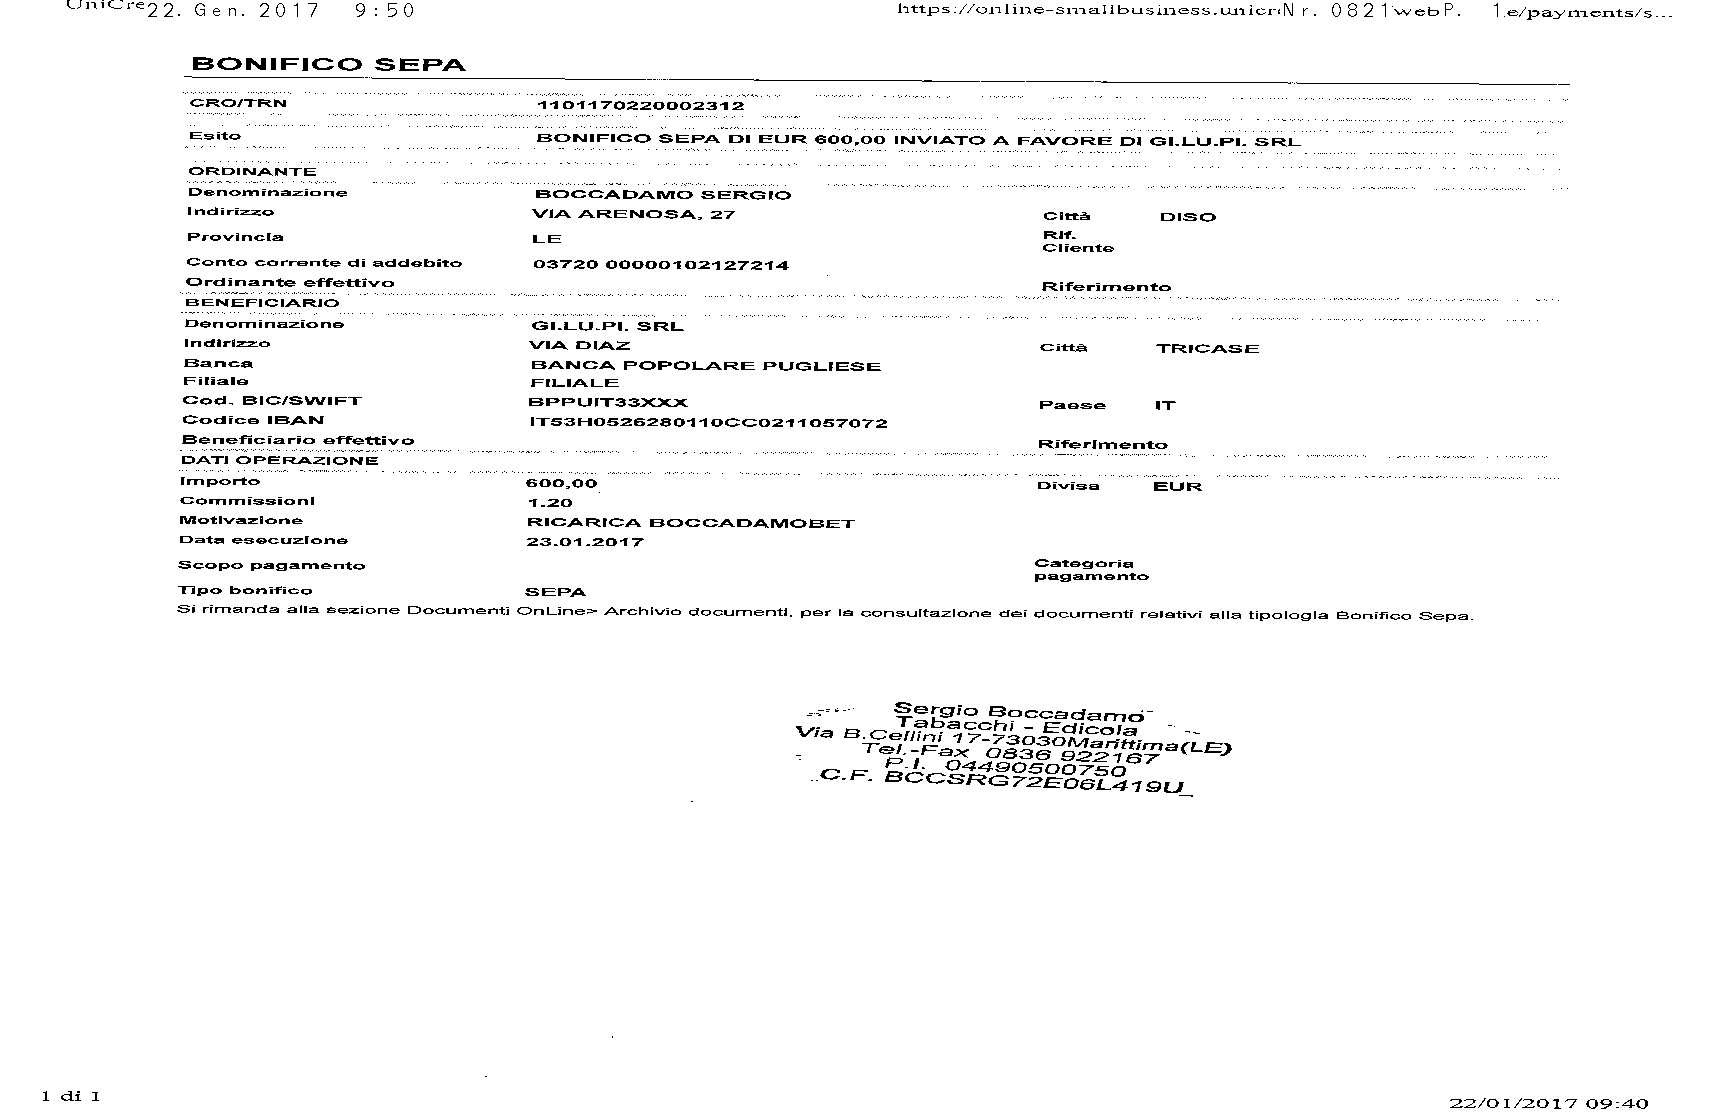 UniCre22. Gen. 2017 9:50 https://online-smallbusiness.unicrNr. 0821webP. 1.e/payments/s...
BONIFICO SEPA
CRO/TRN 1101170220002312
Esito BONIFICO SEPA DI EUR 600,00 INVIATO A FAVORE DI GI.LU.PI. SRL
ORDINANTE
Denominazione BOCCADAMO SERGIO
Indirizzo VIA ARENOSA, 27 Città DISO
Provincia LE Rif. Cliente
Conto corrente di addebito 03720 00000102127214
Ordinante effettivo Riferimento
BENEFICIARIO
Denominazione GI.LU.PI. SRL
Indirizzo VIA DIAZ Città TRICASE
Banca BANCA POPOLARE PUGLIESE
Filiale FILIALE
Cod. BIC/SWIFT BPPUIT33XXX Paese IT
Codice IBAN IT53H0526280110CC0211057072
Beneficiario effettivo Riferimento
DATI OPERAZIONE
Importo 600,00 Divisa EUR
Commissioni 1.20
Motivazione RICARICA BOCCADAMOBET
Data esecuzione 23.01.2017
Scopo pagamento Categoria pagamento
Tipo bonifico SEPA
Si rimanda alla sezione Documenti OnLine> Archivio documenti, per la consultazione dei documenti relativi alla tipologia Bonifico Sepa.
Sergio Boccadamo
Tabacchi - Edicola
Via B.Cellini 17-73030Marittima(LE)
Tel.-Fax 0836 922167
P.I. 04490500750
C.F. BCCSRG72E06L419U
1 di 1 22/01/2017 09:40